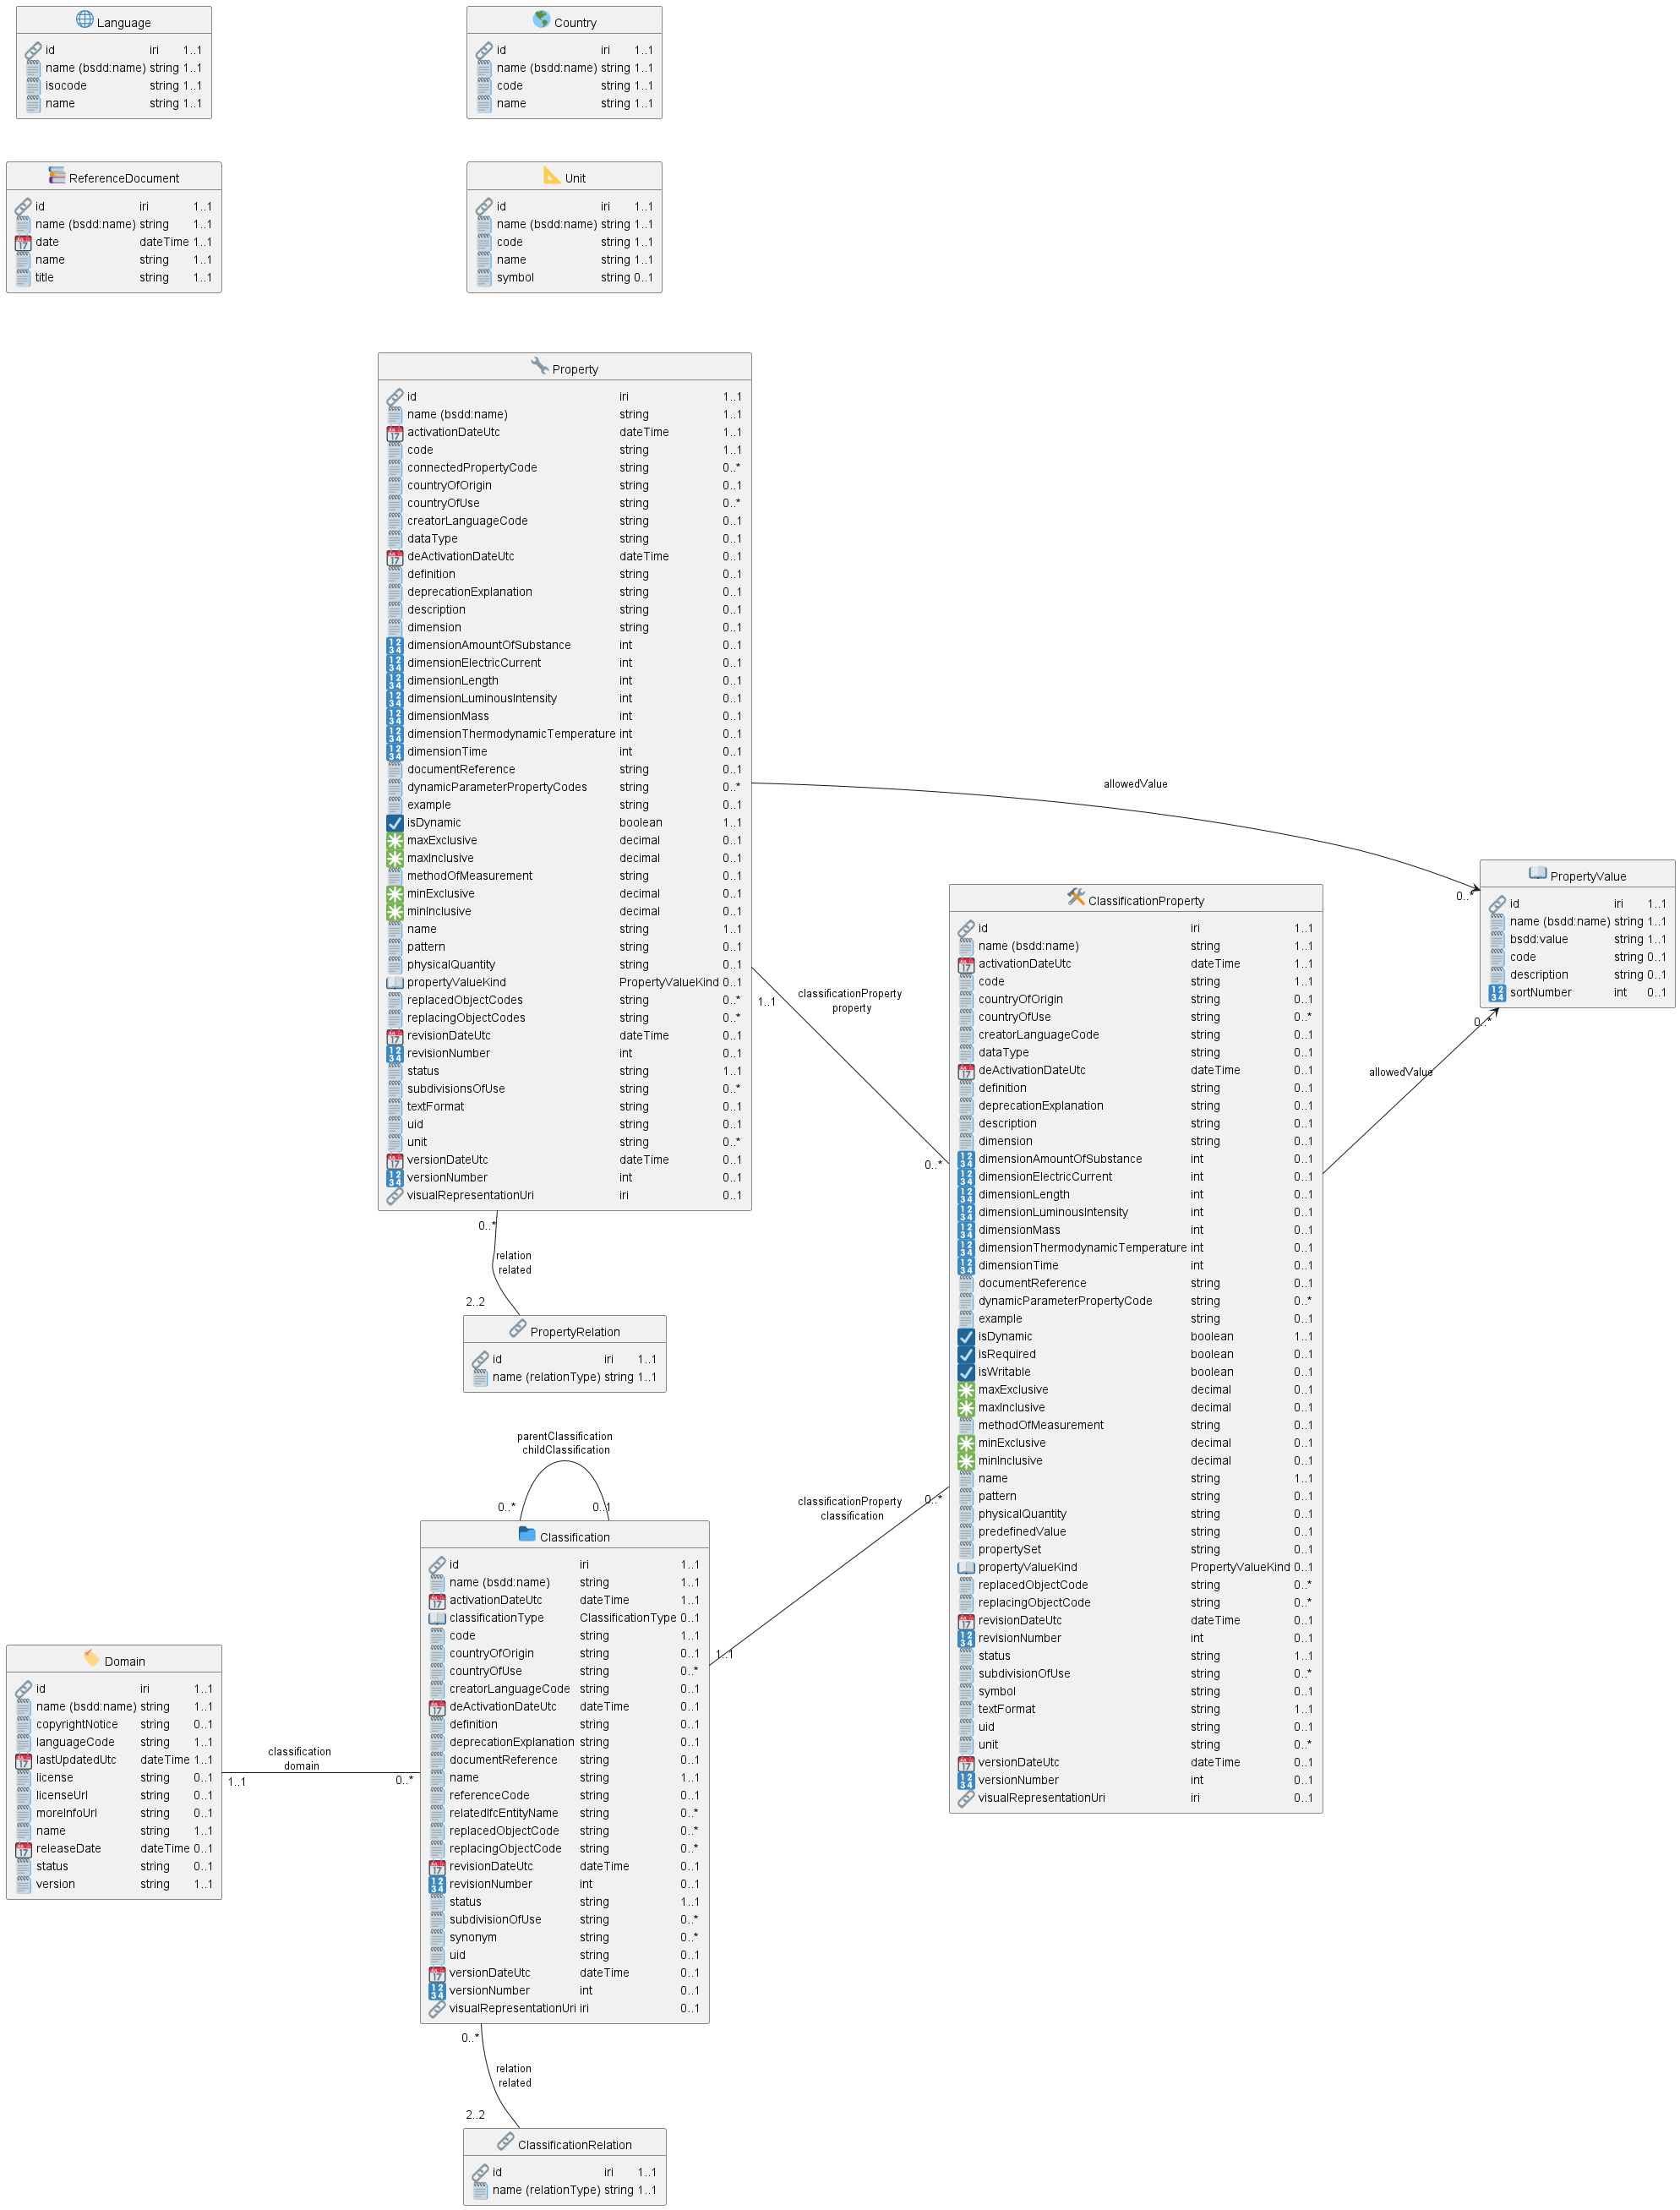 Language
id iri 1..1
name (bsdd:name) string 1..1
isocode string 1..1
name string 1..1
Country
id iri 1..1
name (bsdd:name) string 1..1
code string 1..1
name string 1..1
ReferenceDocument
id iri 1..1
name (bsdd:name) string 1..1
date dateTime 1..1
name string 1..1
title string 1..1
Unit
id iri 1..1
name (bsdd:name) string 1..1
code string 1..1
name string 1..1
symbol string 0..1
Property
id iri 1..1
name (bsdd:name) string 1..1
activationDateUtc dateTime 1..1
code string 1..1
connectedPropertyCode string 0..*
countryOfOrigin string 0..1
countryOfUse string 0..*
creatorLanguageCode string 0..1
dataType string 0..1
deActivationDateUtc dateTime 0..1
definition string 0..1
deprecationExplanation string 0..1
description string 0..1
dimension string 0..1
dimensionAmountOfSubstance int 0..1
dimensionElectricCurrent int 0..1
dimensionLength int 0..1
dimensionLuminousIntensity int 0..1
dimensionMass int 0..1
dimensionThermodynamicTemperature int 0..1
dimensionTime int 0..1
documentReference string 0..1
dynamicParameterPropertyCodes string 0..*
example string 0..1
isDynamic boolean 1..1
maxExclusive decimal 0..1
maxInclusive decimal 0..1
methodOfMeasurement string 0..1
minExclusive decimal 0..1
minInclusive decimal 0..1
name string 1..1
pattern string 0..1
physicalQuantity string 0..1
propertyValueKind PropertyValueKind 0..1
replacedObjectCodes string 0..*
replacingObjectCodes string 0..*
revisionDateUtc dateTime 0..1
revisionNumber int 0..1
status string 1..1
subdivisionsOfUse string 0..*
textFormat string 0..1
uid string 0..1
unit string 0..*
versionDateUtc dateTime 0..1
versionNumber int 0..1
visualRepresentationUri iri 0..1
allowedValue
0..*
PropertyValue
id iri 1..1
name (bsdd:name) string 1..1
bsdd:value string 1..1
code string 0..1
description string 0..1
sortNumber int 0..1
0..*
allowedValue
1..1
classificationProperty
property
0..*
ClassificationProperty
id iri 1..1
name (bsdd:name) string 1..1
activationDateUtc dateTime 1..1
code string 1..1
countryOfOrigin string 0..1
countryOfUse string 0..*
creatorLanguageCode string 0..1
dataType string 0..1
deActivationDateUtc dateTime 0..1
definition string 0..1
deprecationExplanation string 0..1
description string 0..1
dimension string 0..1
dimensionAmountOfSubstance int 0..1
dimensionElectricCurrent int 0..1
dimensionLength int 0..1
dimensionLuminousIntensity int 0..1
dimensionMass int 0..1
dimensionThermodynamicTemperature int 0..1
dimensionTime int 0..1
documentReference string 0..1
dynamicParameterPropertyCode string 0..*
example string 0..1
isDynamic boolean 1..1
isRequired boolean 0..1
isWritable boolean 0..1
maxExclusive decimal 0..1
maxInclusive decimal 0..1
methodOfMeasurement string 0..1
minExclusive decimal 0..1
minInclusive decimal 0..1
name string 1..1
pattern string 0..1
physicalQuantity string 0..1
predefinedValue string 0..1
propertySet string 0..1
propertyValueKind PropertyValueKind 0..1
replacedObjectCode string 0..*
replacingObjectCode string 0..*
revisionDateUtc dateTime 0..1
revisionNumber int 0..1
status string 1..1
subdivisionOfUse string 0..*
symbol string 0..1
textFormat string 1..1
uid string 0..1
unit string 0..*
versionDateUtc dateTime 0..1
versionNumber int 0..1
visualRepresentationUri iri 0..1
0..*
relation
related
2..2
PropertyRelation
id iri 1..1
name (relationType) string 1..1
parentClassification
childClassification
0..*
0..1
classificationProperty
classification
0..*
1..1
Classification
id iri 1..1
name (bsdd:name) string 1..1
activationDateUtc dateTime 1..1
classificationType ClassificationType 0..1
code string 1..1
countryOfOrigin string 0..1
countryOfUse string 0..*
creatorLanguageCode string 0..1
deActivationDateUtc dateTime 0..1
definition string 0..1
deprecationExplanation string 0..1
documentReference string 0..1
name string 1..1
referenceCode string 0..1
relatedIfcEntityName string 0..*
replacedObjectCode string 0..*
replacingObjectCode string 0..*
revisionDateUtc dateTime 0..1
revisionNumber int 0..1
status string 1..1
subdivisionOfUse string 0..*
synonym string 0..*
uid string 0..1
versionDateUtc dateTime 0..1
versionNumber int 0..1
visualRepresentationUri iri 0..1
Domain
id iri 1..1
name (bsdd:name) string 1..1
copyrightNotice string 0..1
languageCode string 1..1
lastUpdatedUtc dateTime 1..1
license string 0..1
licenseUrl string 0..1
moreInfoUrl string 0..1
name string 1..1
releaseDate dateTime 0..1
status string 0..1
version string 1..1
classification
domain
1..1
0..*
0..*
relation
related
2..2
ClassificationRelation
id iri 1..1
name (relationType) string 1..1